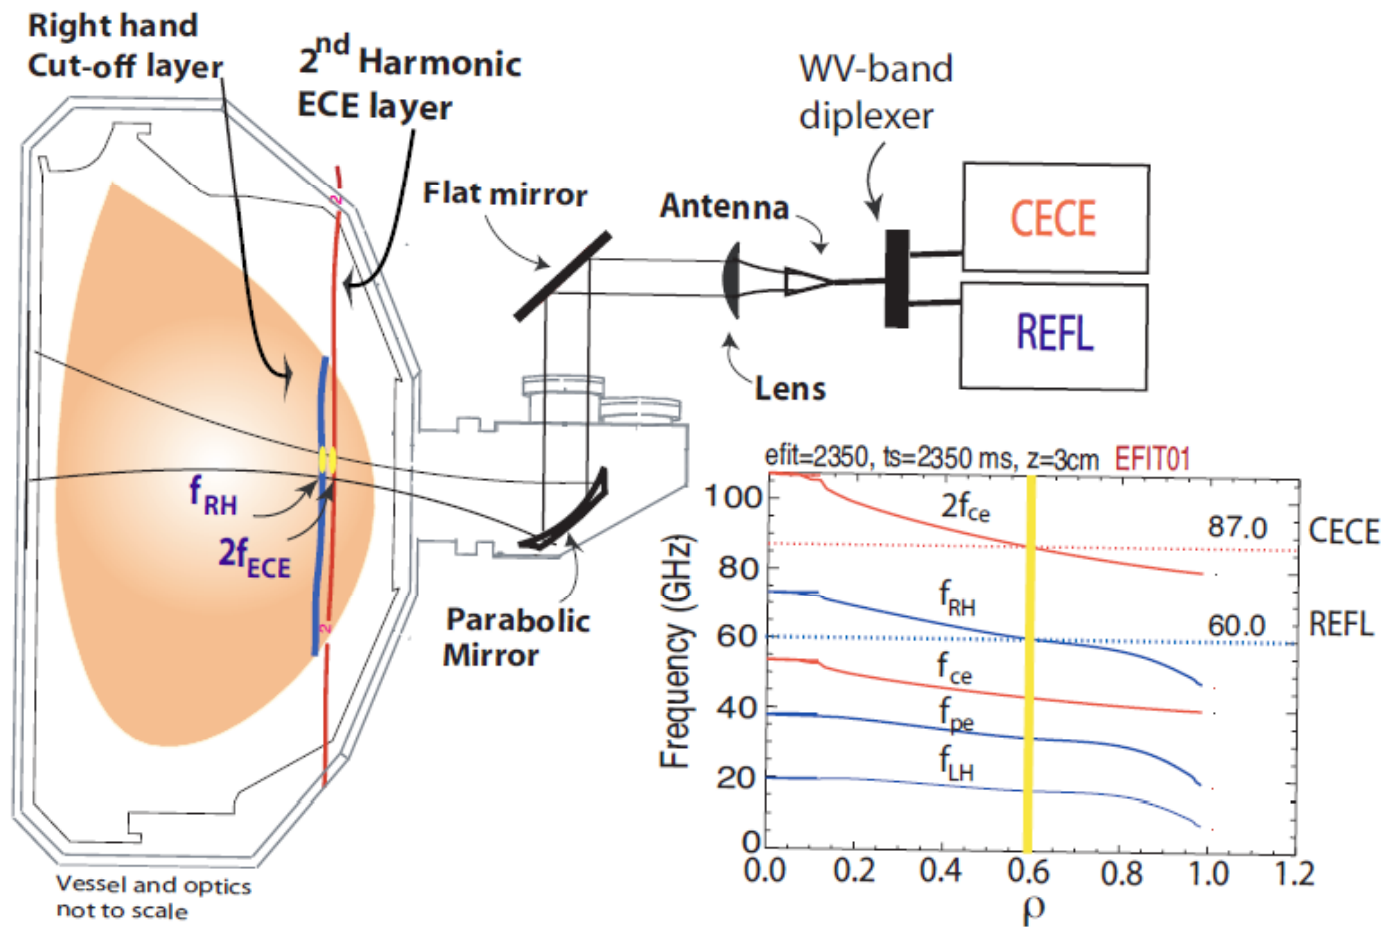 Right hand
Cut-off layer
2nd Harmonic
ECE layer
WV-band
diplexer
Flat mirror
Antenna
CECE
REFL
Lens
2
2
fRH
2fECE
Parabolic
Mirror
Vessel and optics
not to scale
efit=2350, ts=2350 ms, z=3cm EFIT01
Frequency (GHz)
100
80
60
40
20
0
2fce
87.0
CECE
fRH
60.0
REFL
fce
fpe
fLH
0.0 0.2 0.4 0.6 0.8 1.0 1.2
ρ